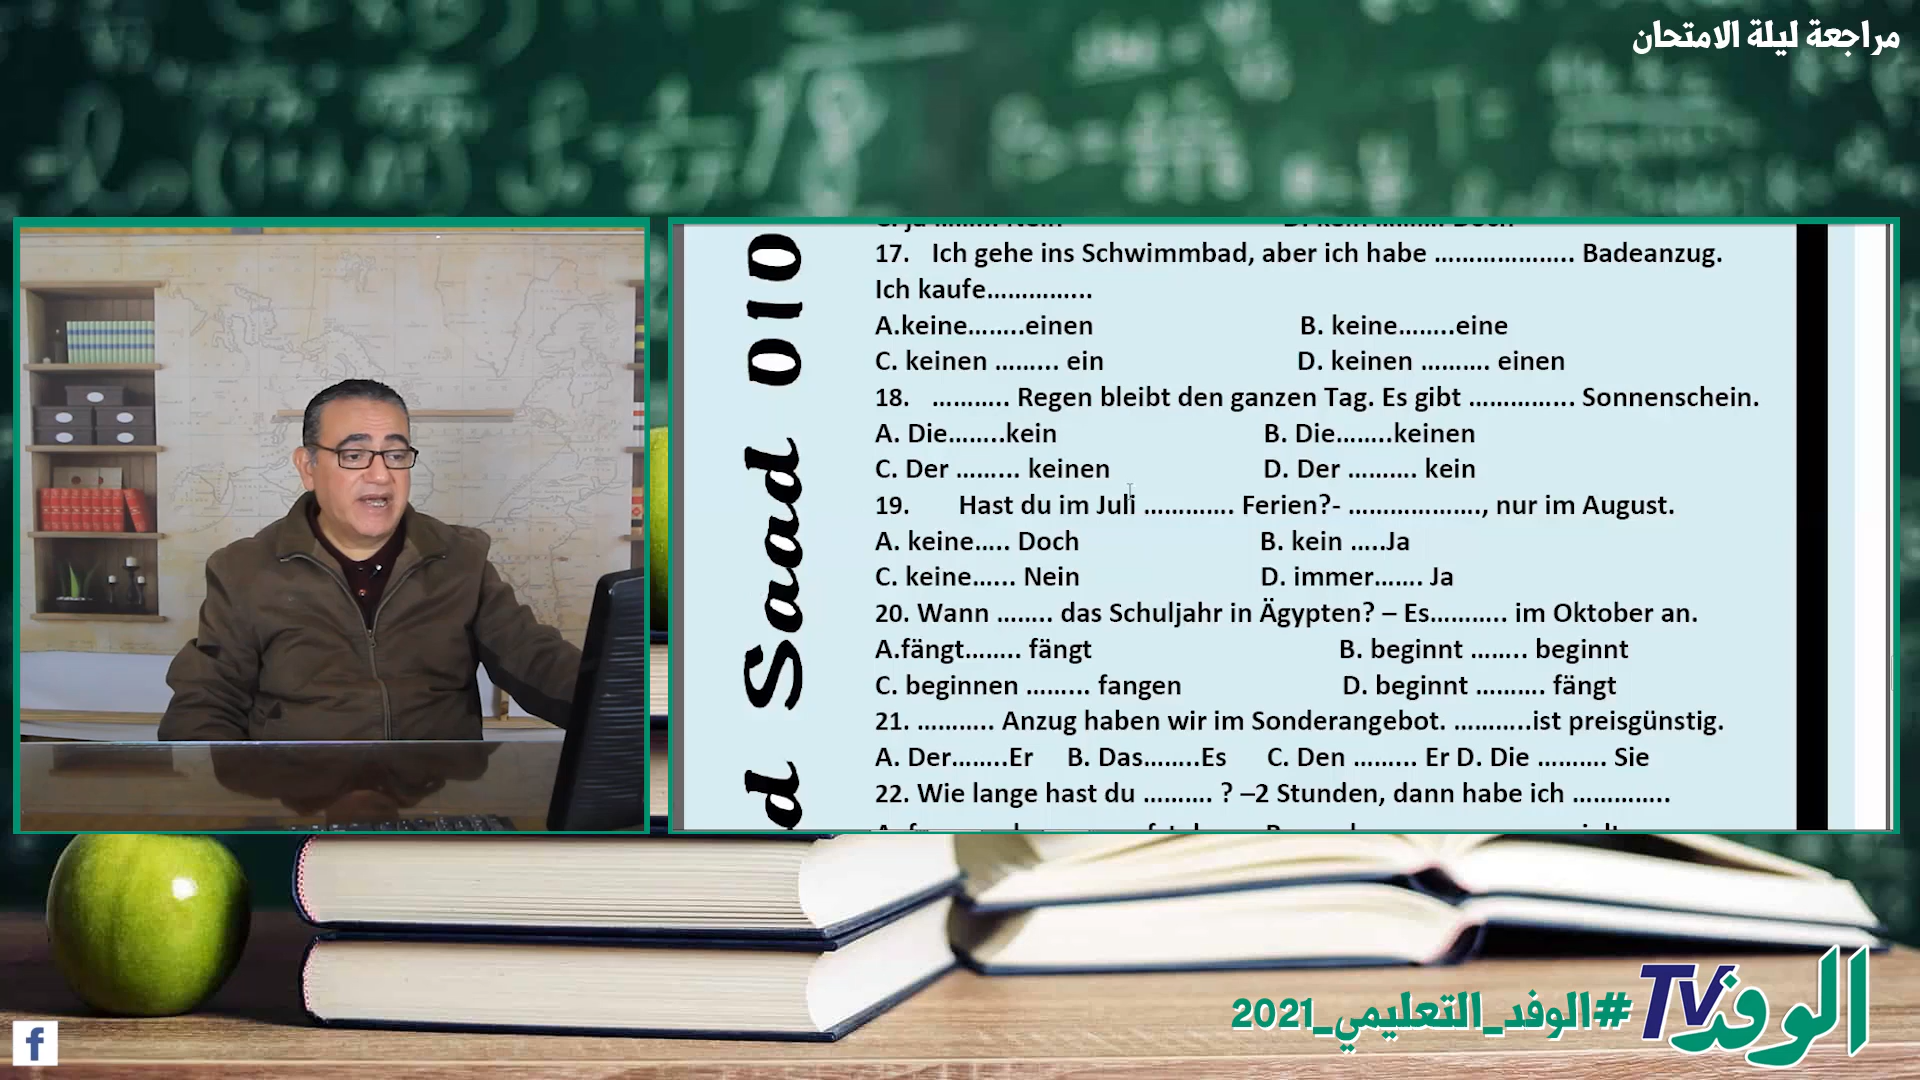 مراجعة ليلة الامتحان
17. Ich gehe ins Schwimmbad, aber ich habe ……………….. Badeanzug.
Ich kaufe…………...
A.keine……..einen B. keine……..eine
C. keinen ……... ein D. keinen ………. einen
18. ……….. Regen bleibt den ganzen Tag. Es gibt …………... Sonnenschein.
A. Die……..kein B. Die……..keinen
C. Der ……... keinen D. Der ………. kein
19. Hast du im Juli …………. Ferien?- ………………., nur im August.
A. keine….. Doch B. kein …..Ja
C. keine…... Nein D. immer……. Ja
20. Wann …….. das Schuljahr in Ägypten? – Es……….. im Oktober an.
A.fängt…….. fängt B. beginnt …….. beginnt
C. beginnen ……... fangen D. beginnt ………. fängt
21. ……….. Anzug haben wir im Sonderangebot. ………..ist preisgünstig.
A. Der……..Er B. Das……..Es C. Den ……... Er D. Die ………. Sie
22. Wie lange hast du ………. ? –2 Stunden, dann habe ich …………..
d Saad 010
#الوفد_التعليمي_2021
الوفد TV
f